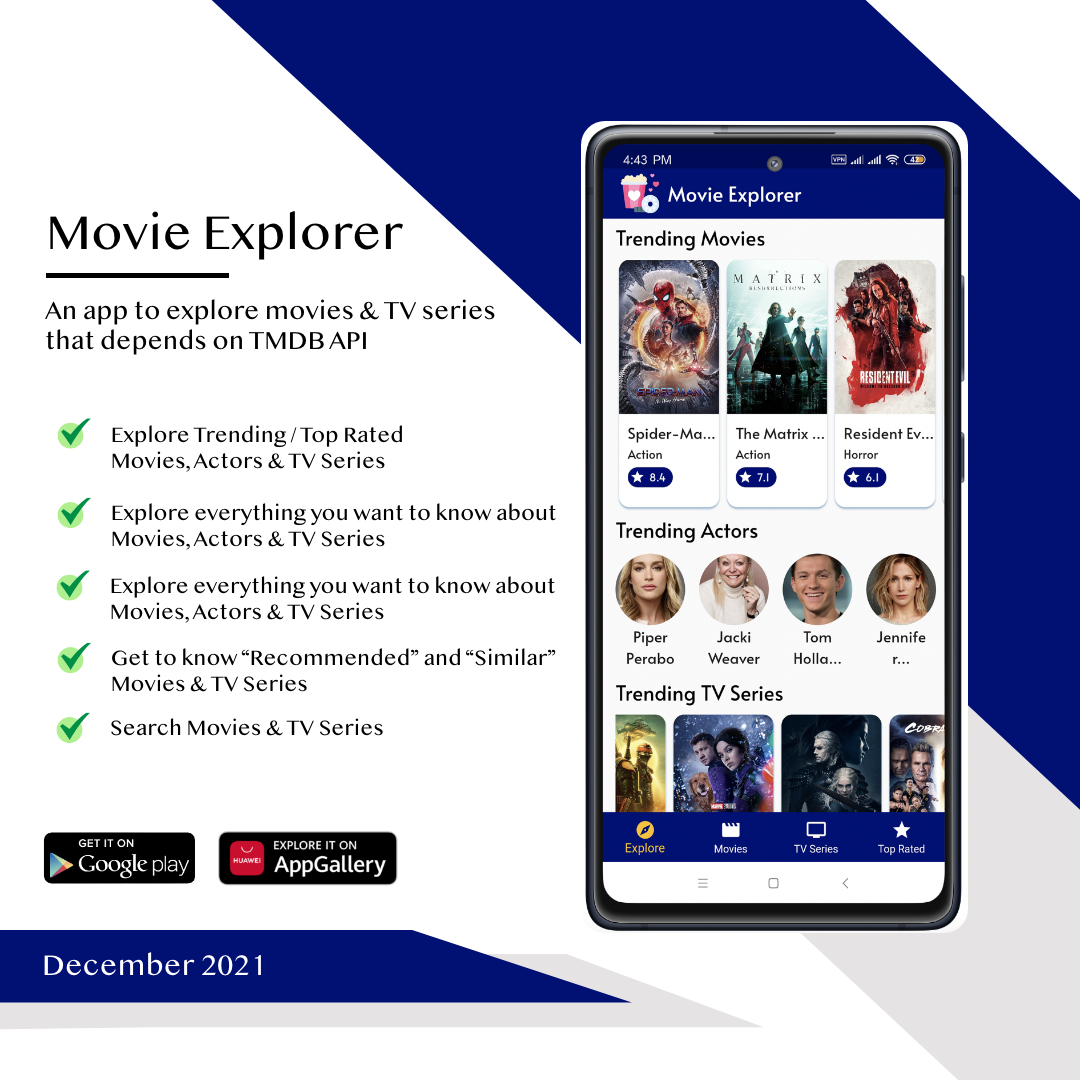 Movie Explorer
An app to explore movies & TV series
that depends on TMDB API
Explore Trending / Top Rated
Movies, Actors & TV Series
Explore everything you want to know about
Movies, Actors & TV Series
Explore everything you want to know about
Movies, Actors & TV Series
Get to know “Recommended” and “Similar”
Movies & TV Series
Search Movies & TV Series
GET IT ON
Google play
HUAWEI
EXPLORE IT ON
AppGallery
December 2021
4:43 PM
VPN
42
Movie Explorer
Trending Movies
SPIDER-MAN
MATRIX
RESURRECTIONS
RESIDENT EVIL
Spider-Ma...
Action
8.4
The Matrix ...
Action
7.1
Resident Ev...
Horror
6.1
Trending Actors
Piper
Perabo
Jacki
Weaver
Tom
Holla...
Jennife
r...
Trending TV Series
COBRA
Explore
Movies
TV Series
Top Rated